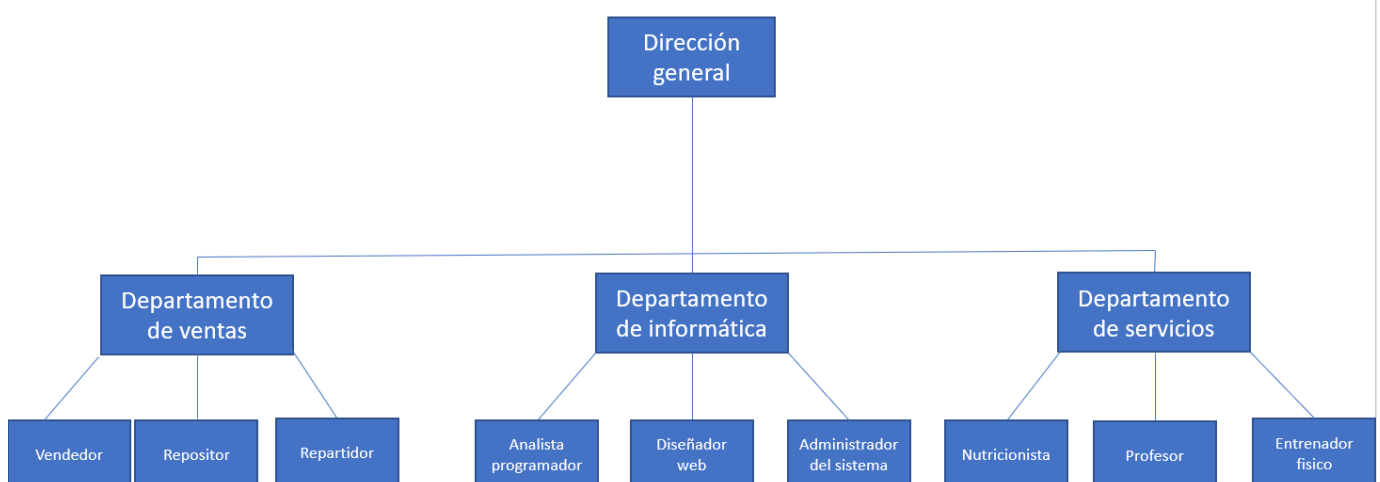 Dirección
general
Departamento
de ventas
Departamento
de informática
Departamento
de servicios
Vendedor
Repositor
Repartidor
Analista
programador
Diseñador
web
Administrador
del sistema
Nutricionista
Profesor
Entrenador
fisico